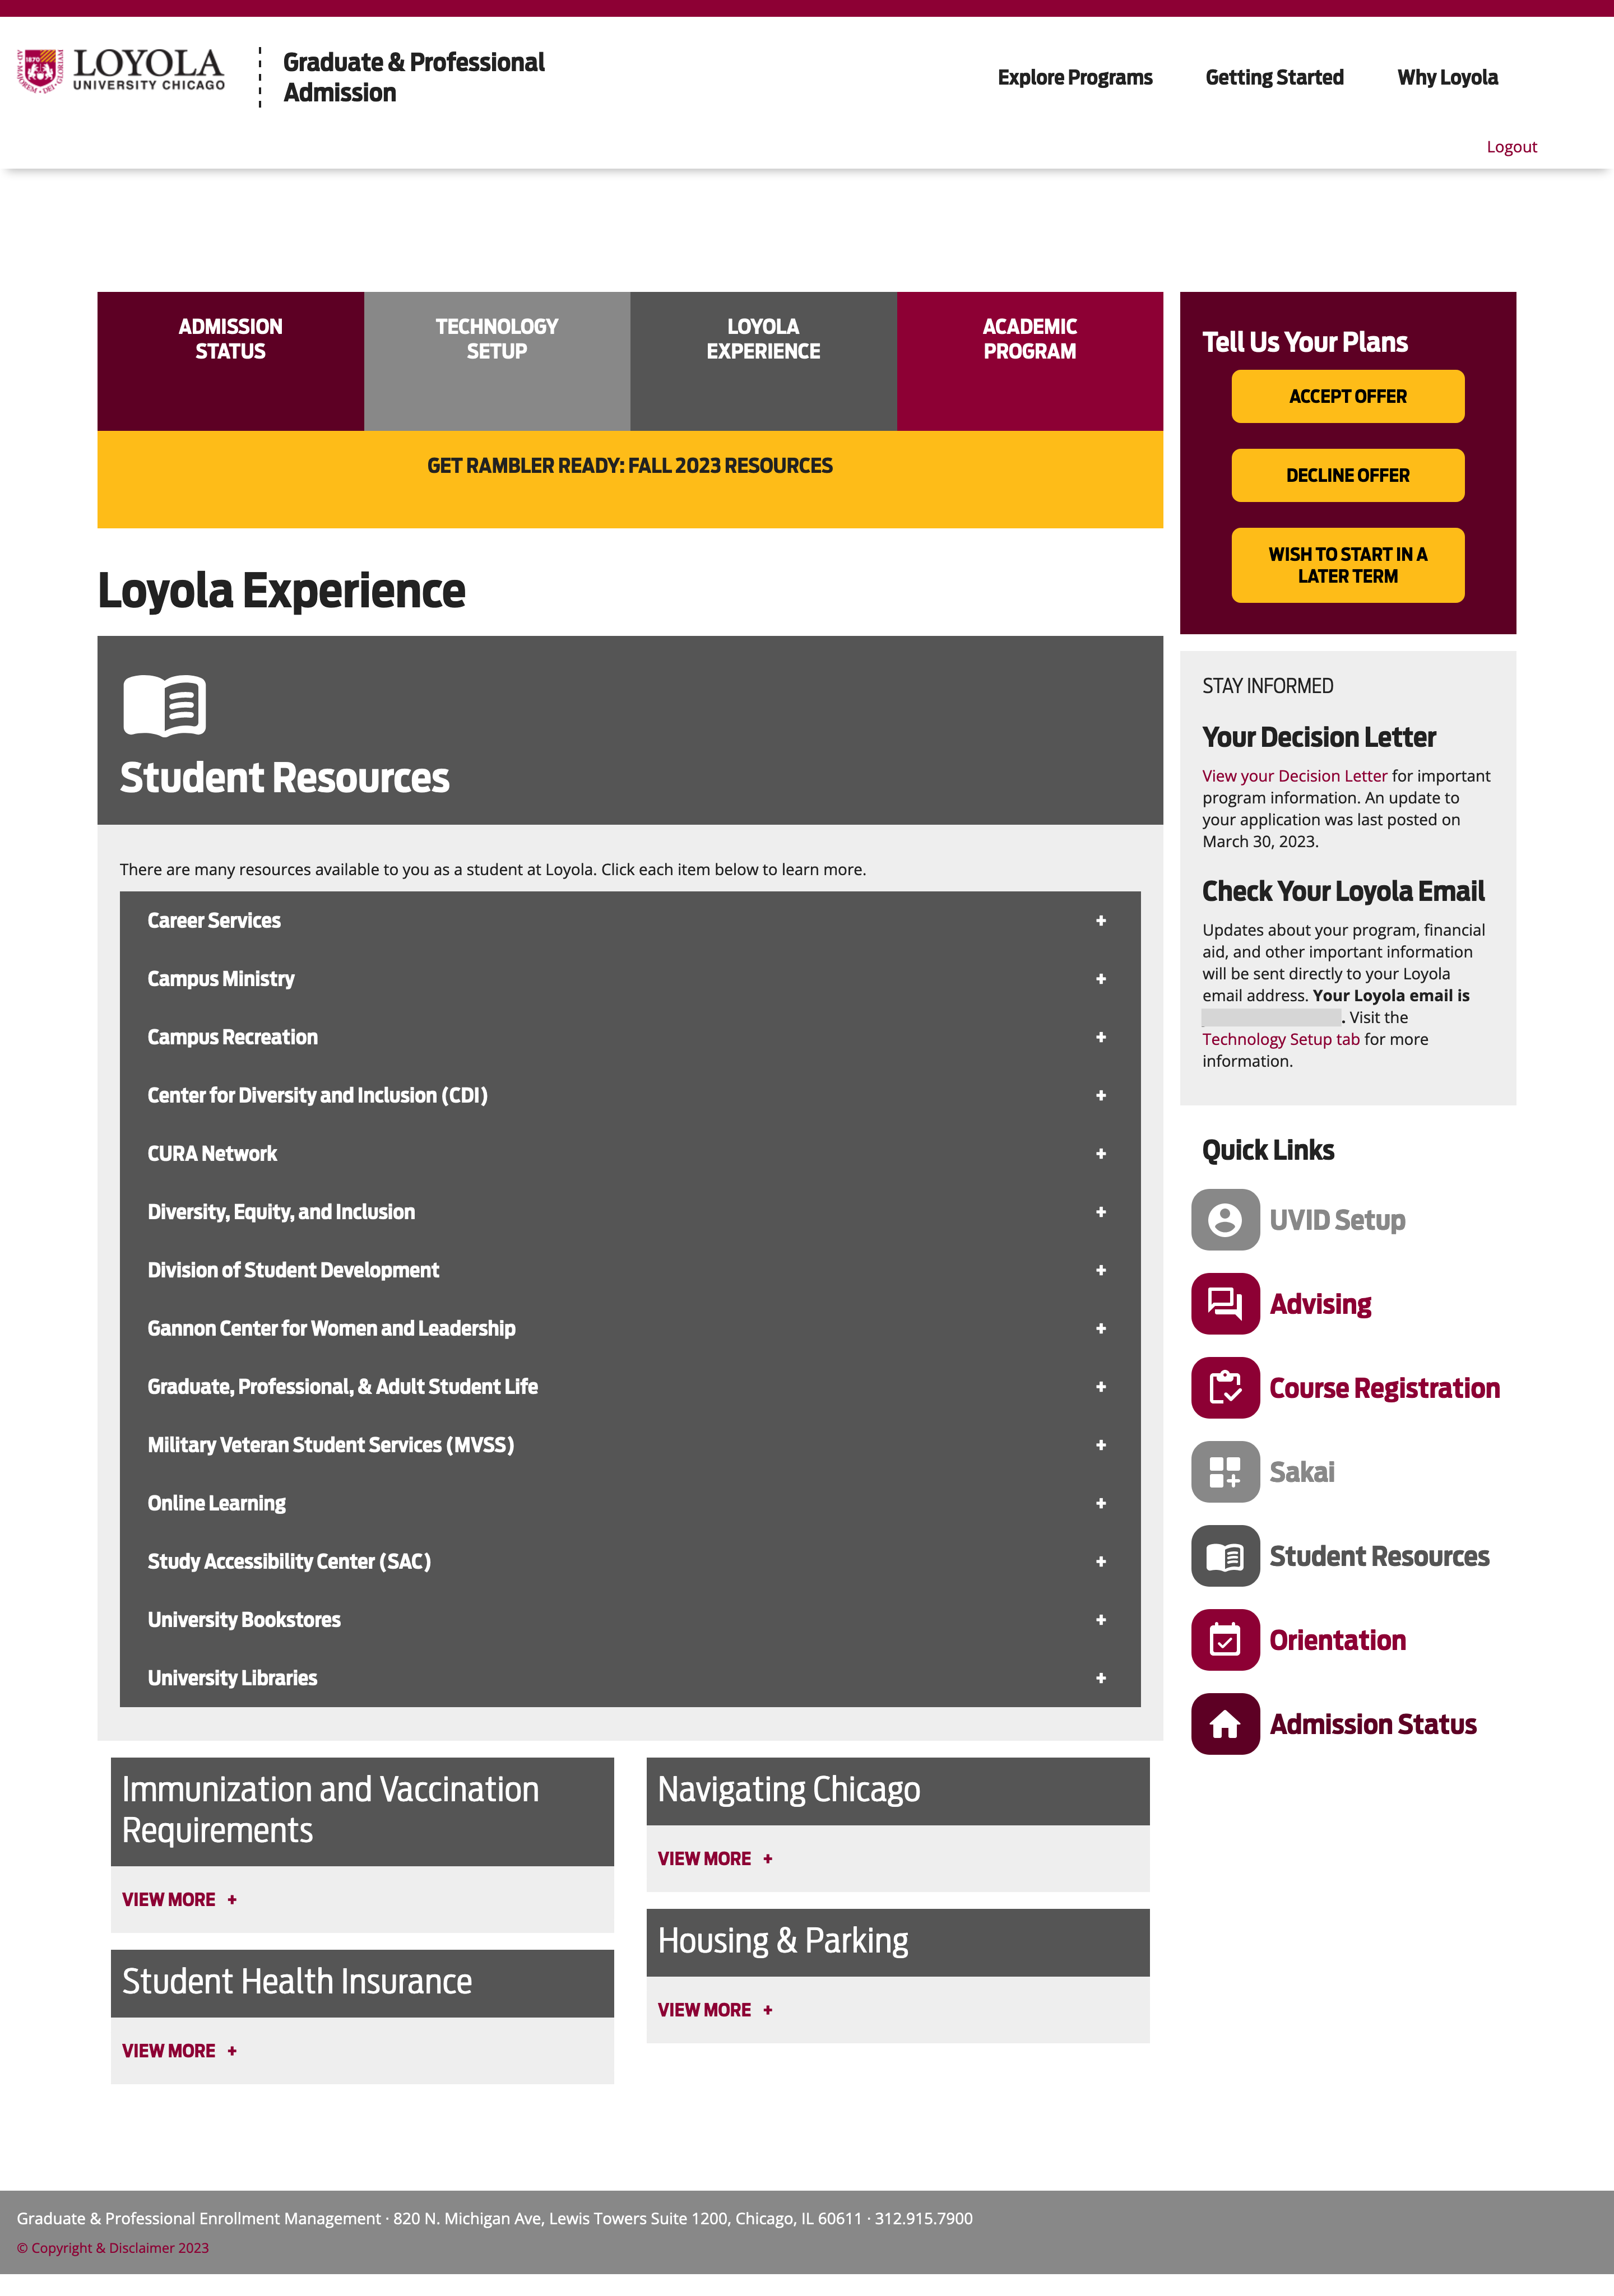 LOYOLA
UNIVERSITY CHICAGO
Graduate & Professional
Admission
Explore Programs
Getting Started
Why Loyola
Logout
ADMISSION
STATUS
TECHNOLOGY
SETUP
LOYOLA
EXPERIENCE
ACADEMIC
PROGRAM
GET RAMBLER READY: FALL 2023 RESOURCES
Loyola Experience
Student Resources
There are many resources available to you as a student at Loyola. Click each item below to learn more.
Career Services +
Campus Ministry +
Campus Recreation +
Center for Diversity and Inclusion (CDI) +
CURA Network +
Diversity, Equity, and Inclusion +
Division of Student Development +
Gannon Center for Women and Leadership +
Graduate, Professional, & Adult Student Life +
Military Veteran Student Services (MVSS) +
Online Learning +
Study Accessibility Center (SAC) +
University Bookstores +
University Libraries +
Immunization and Vaccination
Requirements
VIEW MORE +
Student Health Insurance
VIEW MORE +
Navigating Chicago
VIEW MORE +
Housing & Parking
VIEW MORE +
Tell Us Your Plans
ACCEPT OFFER
DECLINE OFFER
WISH TO START IN A
LATER TERM
STAY INFORMED
Your Decision Letter
View your Decision Letter for important
program information. An update to
your application was last posted on
March 30, 2023.
Check Your Loyola Email
Updates about your program, financial
aid, and other important information
will be sent directly to your Loyola
email address. Your Loyola email is
. Visit the
Technology Setup tab for more
information.
Quick Links
UVID Setup
Advising
Course Registration
Sakai
Student Resources
Orientation
Admission Status
Graduate & Professional Enrollment Management · 820 N. Michigan Ave, Lewis Towers Suite 1200, Chicago, IL 60611 · 312.915.7900
© Copyright & Disclaimer 2023